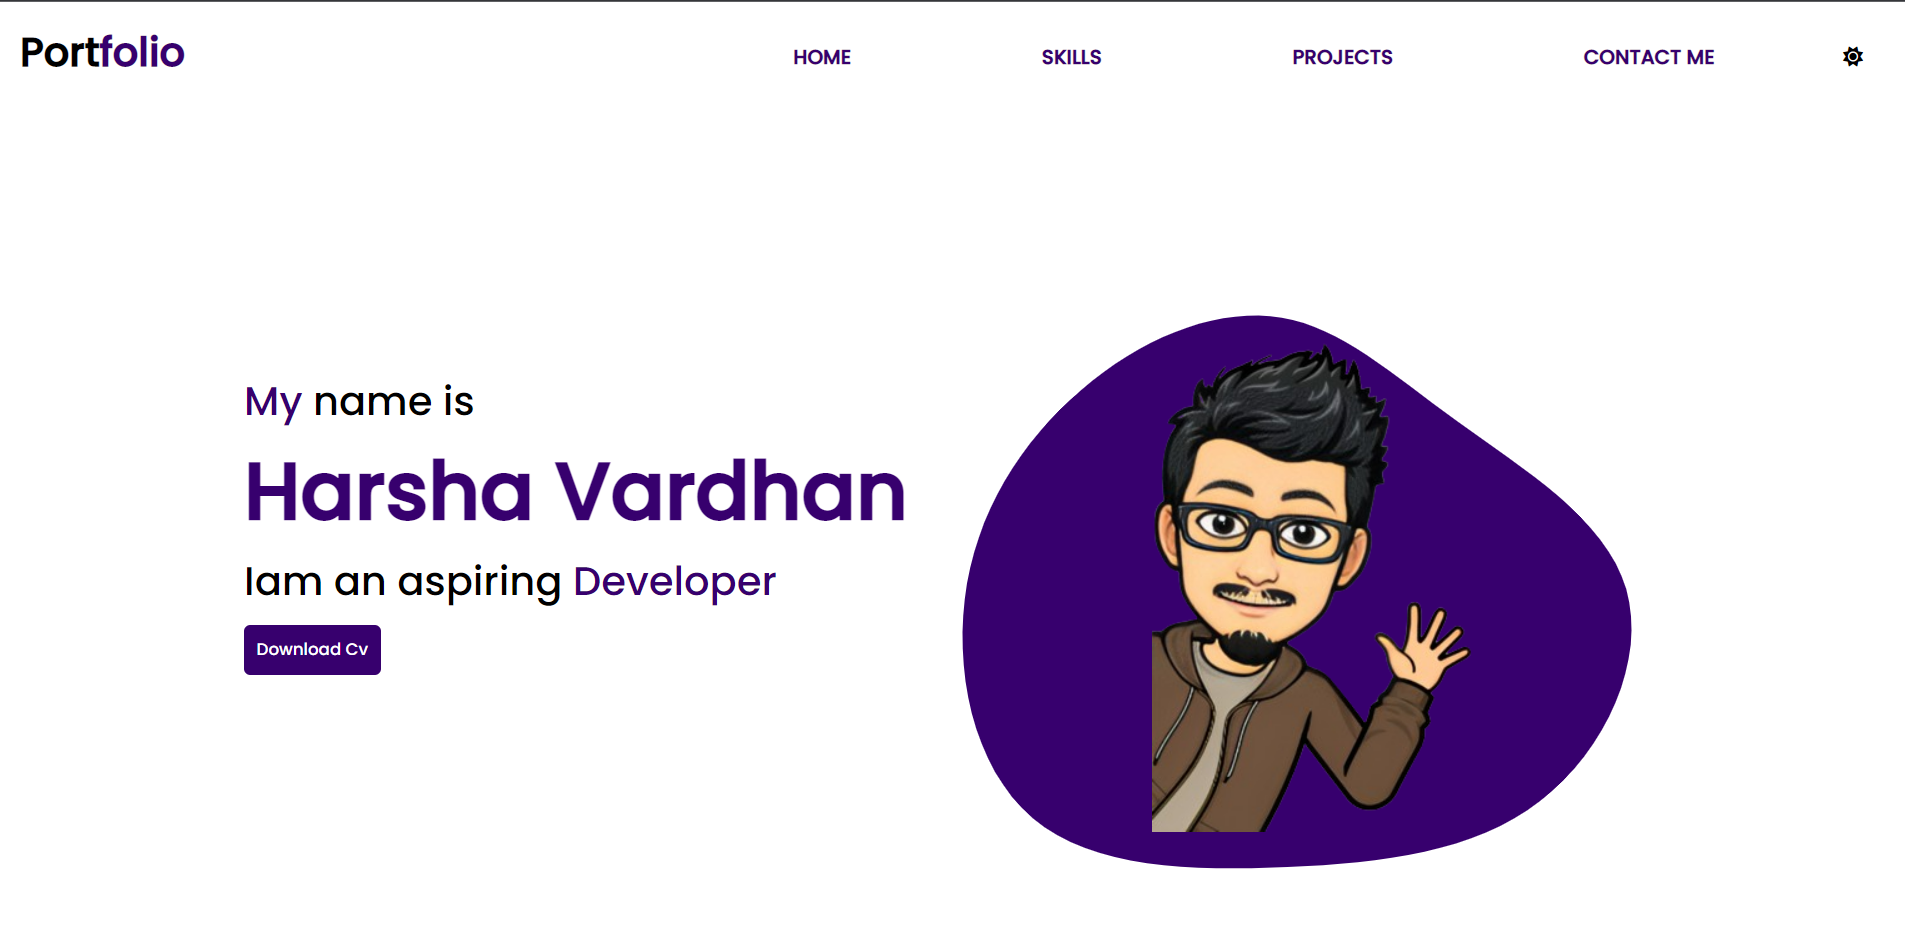 Portfolio
HOME
SKILLS
PROJECTS
CONTACT ME
My name is
Harsha Vardhan
Iam an aspiring Developer
Download Cv